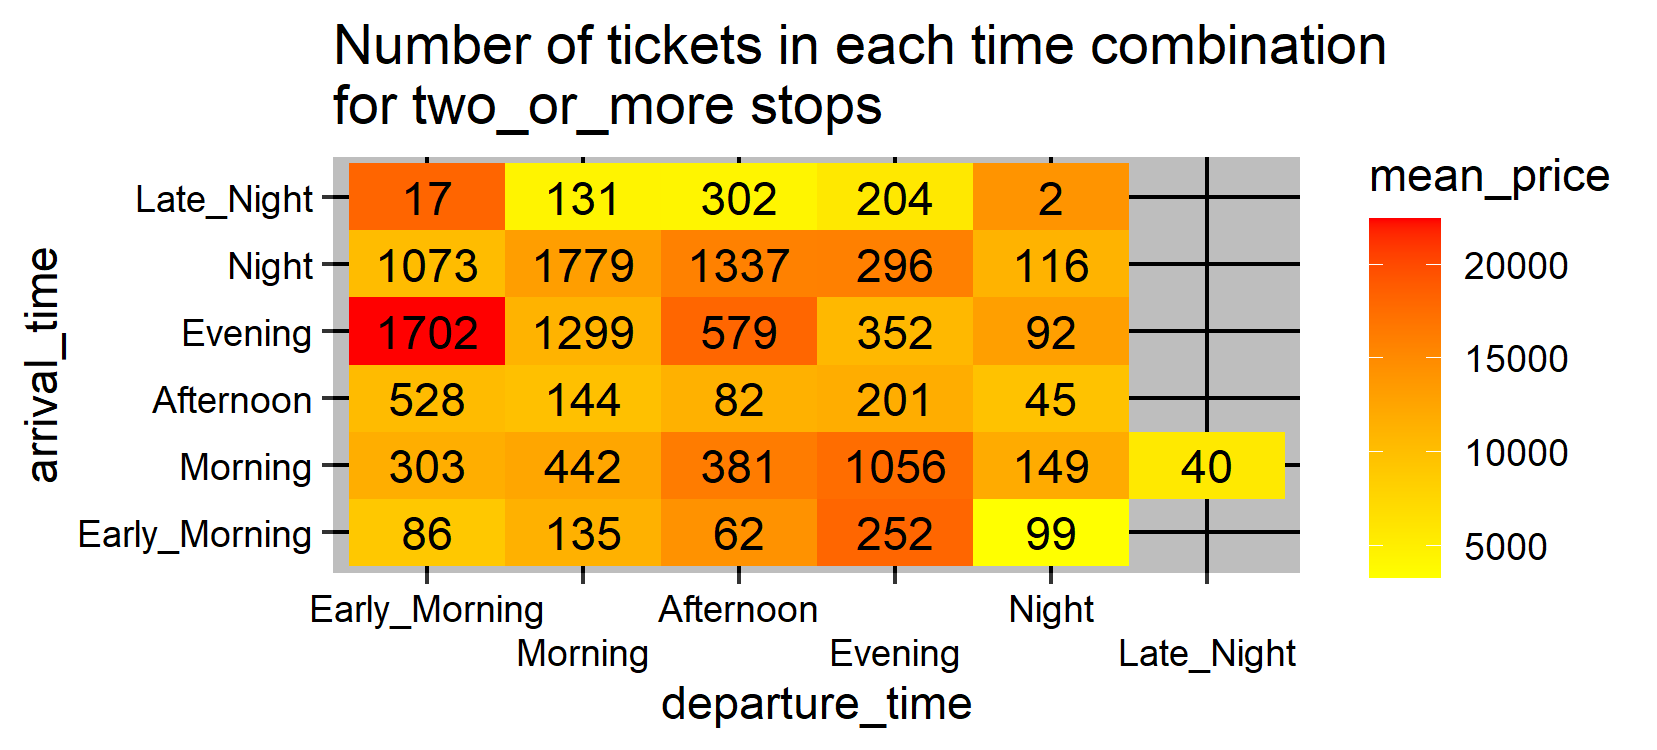 Number of tickets in each time combination
for two_or_more stops
arrival_time
Late_Night 17 131 302 204 2
Night 1073 1779 1337 296 116
Evening 1702 1299 579 352 92
Afternoon 528 144 82 201 45
Morning 303 442 381 1056 149 40
Early_Morning 86 135 62 252 99
Early_Morning Afternoon Night
Morning Evening Late_Night
departure_time
mean_price
20000
15000
10000
5000